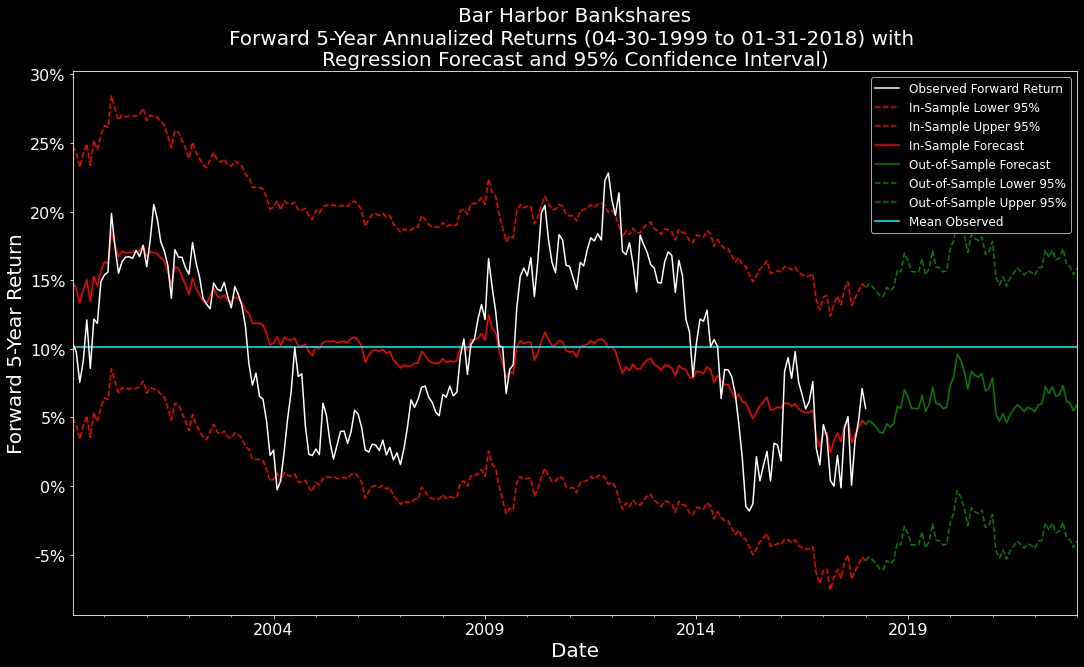 Bar Harbor Bankshares
Forward 5-Year Annualized Returns (04-30-1999 to 01-31-2018) with
Regression Forecast and 95% Confidence Interval)
30%
25%
20%
15%
10%
5%
0%
-5%
Forward 5-Year Return
Observed Forward Return
In-Sample Lower 95%
In-Sample Upper 95%
In-Sample Forecast
Out-of-Sample Forecast
Out-of-Sample Lower 95%
Out-of-Sample Upper 95%
Mean Observed
2004
2009
2014
2019
Date